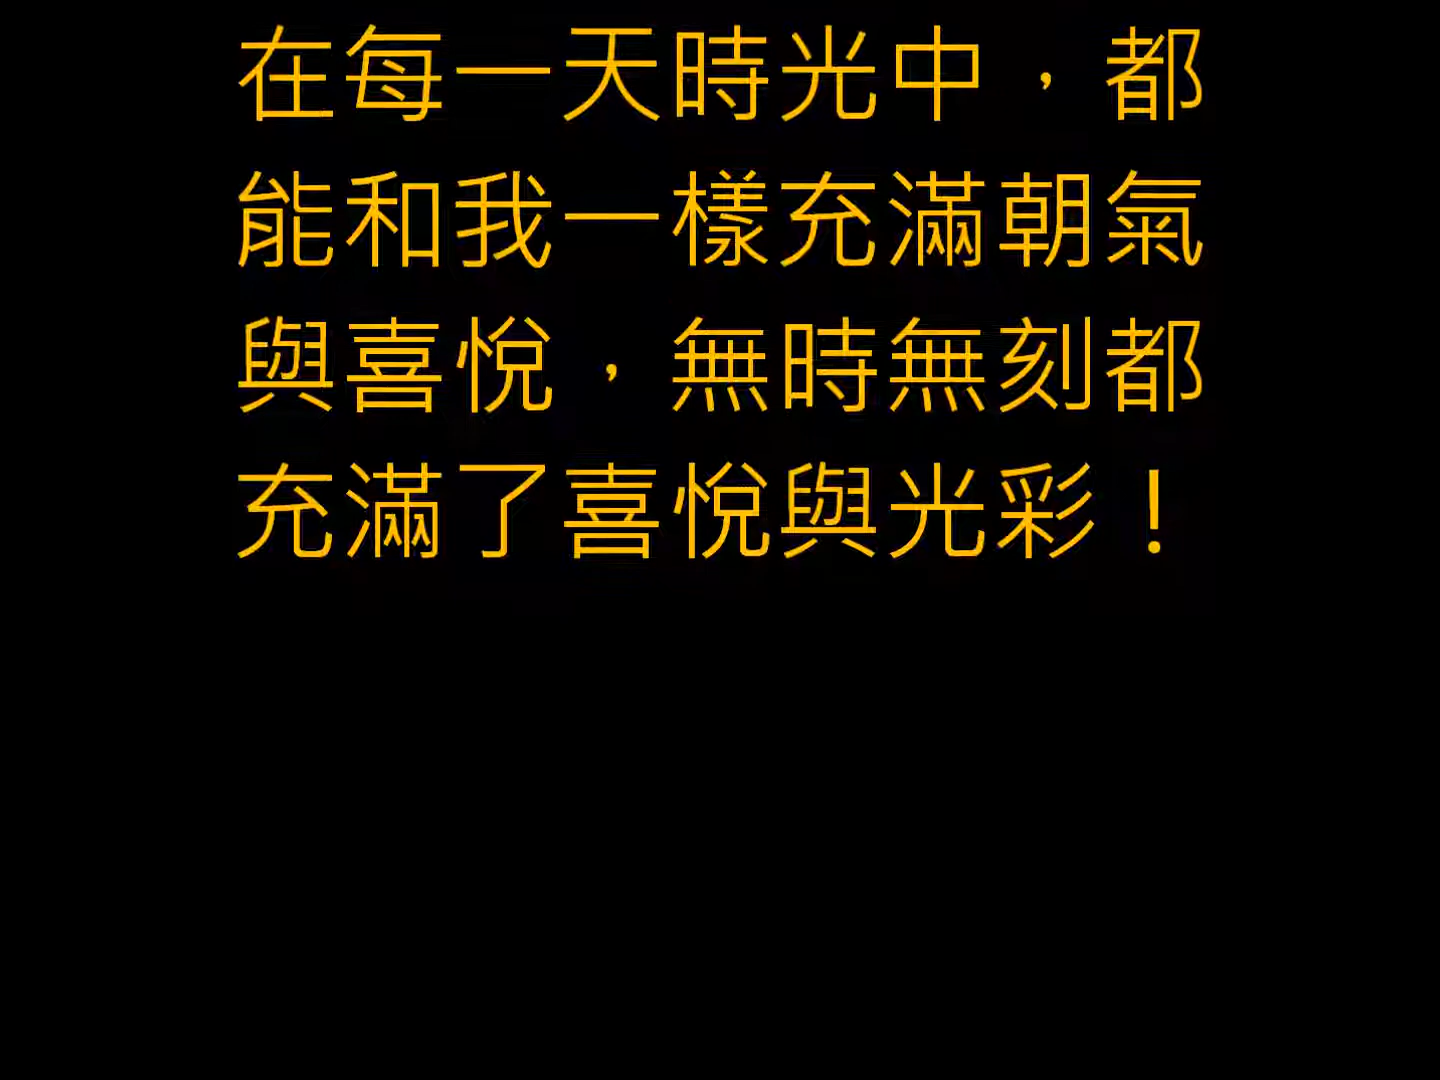 在每一天時光中，都
能和我一樣充滿朝氣
與喜悅，無時無刻都
充滿了喜悅與光彩！